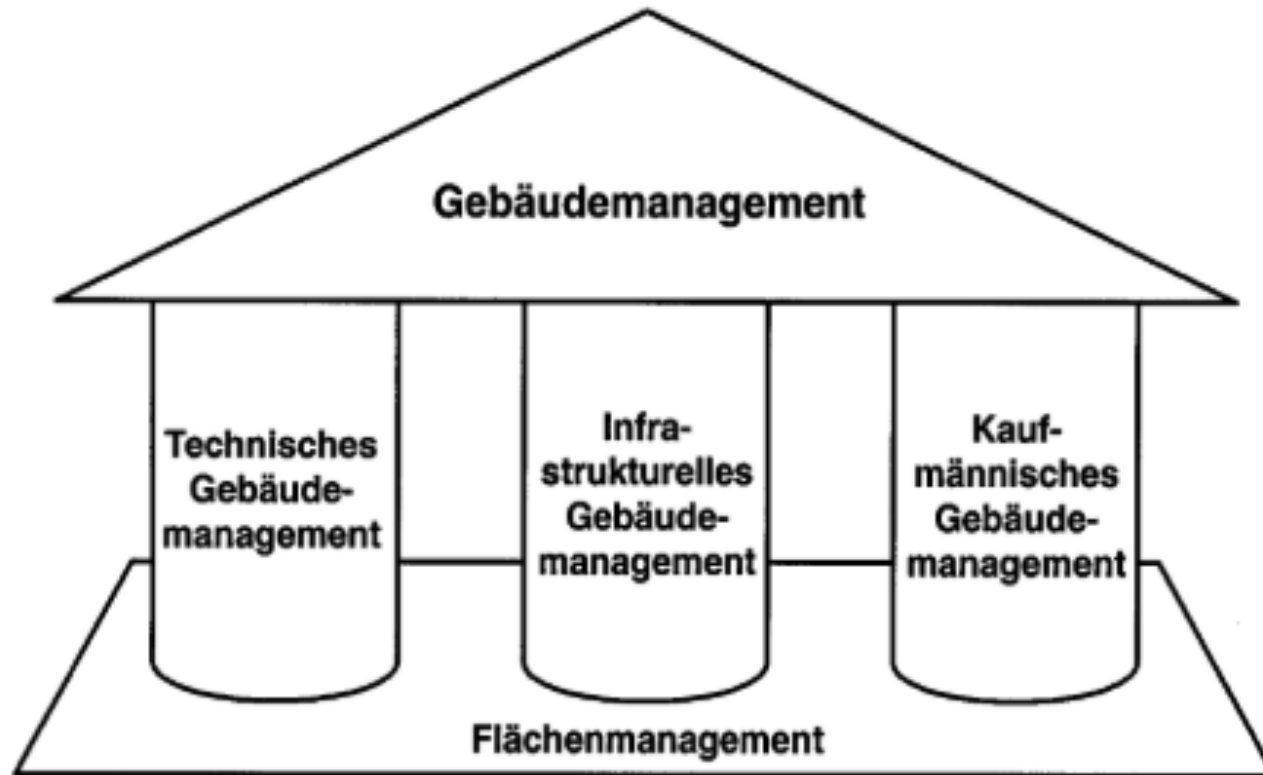 Gebäudemanagement
Technisches
Gebäude-
management
Infra-
strukturelles
Gebäude-
management
Kauf-
männisches
Gebäude-
management
Flächenmanagement